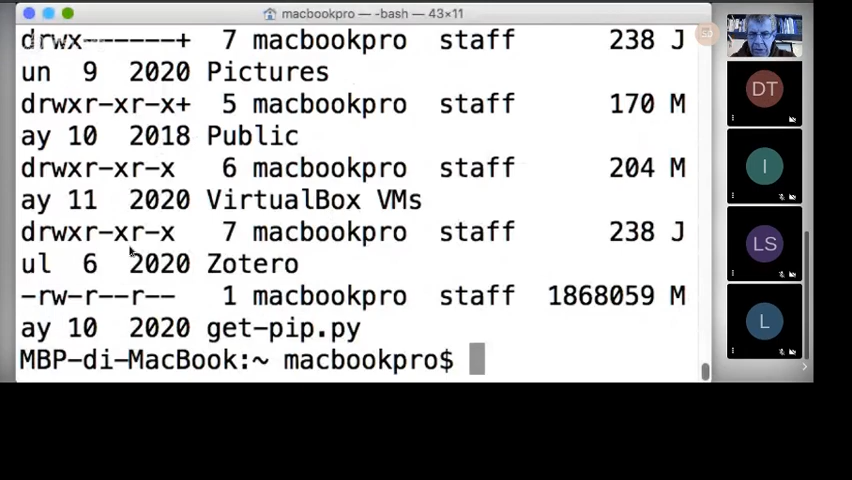 macbookpro — -bash — 43×11
drwx------+ 7 macbookpro staff 238 J
un 9 2020 Pictures
drwxr-xr-x+ 5 macbookpro staff 170 M
ay 10 2018 Public
drwxr-xr-x 6 macbookpro staff 204 M
ay 11 2020 VirtualBox VMs
drwxr-xr-x 7 macbookpro staff 238 J
ul 6 2020 Zotero
-rw-r--r-- 1 macbookpro staff 1868059 M
ay 10 2020 get-pip.py
MBP-di-MacBook:~ macbookpro$
DT
I
LS
L